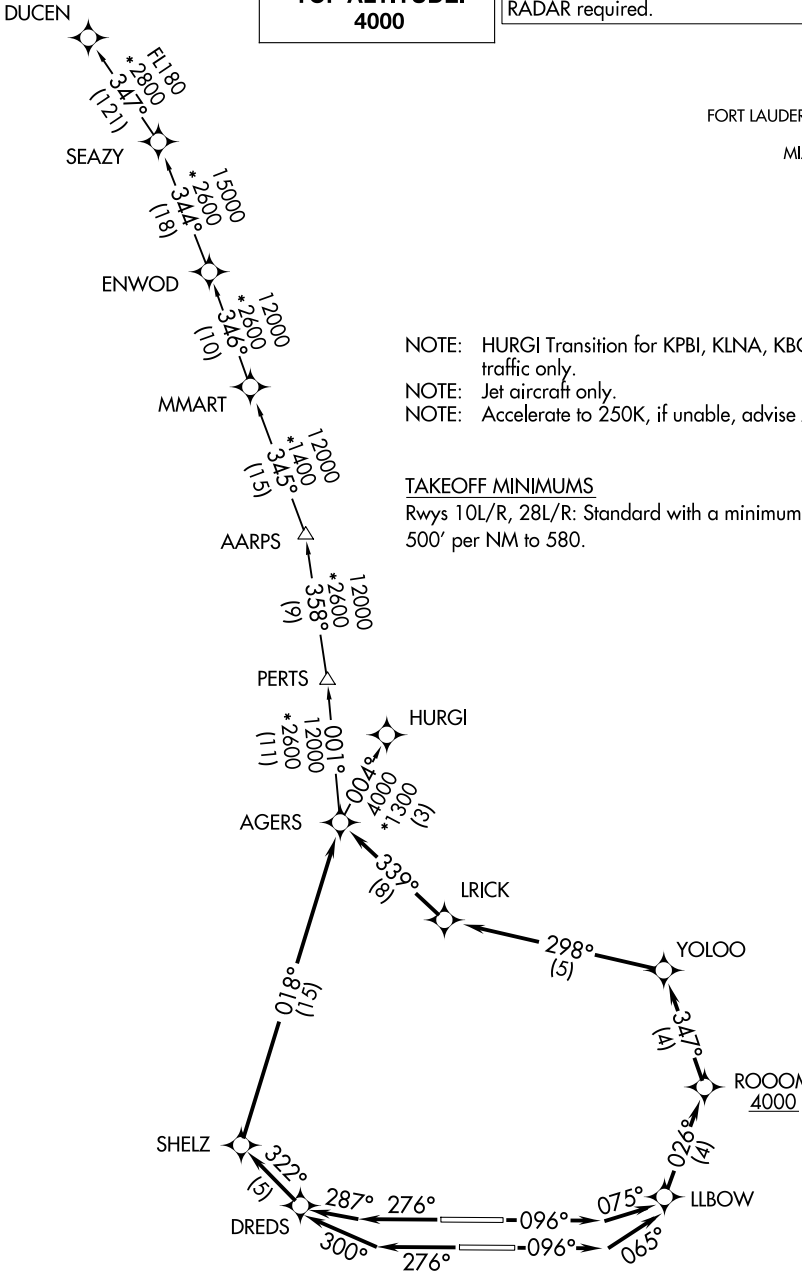 DUCEN
TOP ALTITUDE:
4000
RADAR required.
FL180
*2800
347°
(121)
FORT LAUDER
MI
SEAZY
15000
*2600
344°
(18)
ENWOD
12000
*2600
346°
(10)
NOTE: HURGI Transition for KPBI, KLNA, KBC
traffic only.
NOTE: Jet aircraft only.
NOTE: Accelerate to 250K, if unable, advise
MMART
12000
*1400
345°
(15)
TAKEOFF MINIMUMS
Rwys 10L/R, 28L/R: Standard with a minimum
500' per NM to 580.
AARPS
12000
*2600
358°
(9)
PERTS
HURGI
001°
12000
*2600
(11)
004°
4000
*1300
(3)
AGERS
339°
(8)
LRICK
298°
(5)
YOLOO
018°
(15)
347°
(4)
ROOOM
4000
026°
(4)
SHELZ
322°
(5)
LLBOW
DREDS
287°
276°
096°
075°
300°
276°
096°
065°